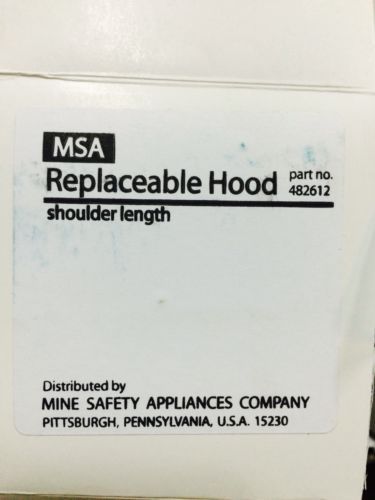 MSA
Replaceable Hood part no. 482612
shoulder length
Distributed by
MINE SAFETY APPLIANCES COMPANY
PITTSBURGH, PENNSYLVANIA, U.S.A. 15230